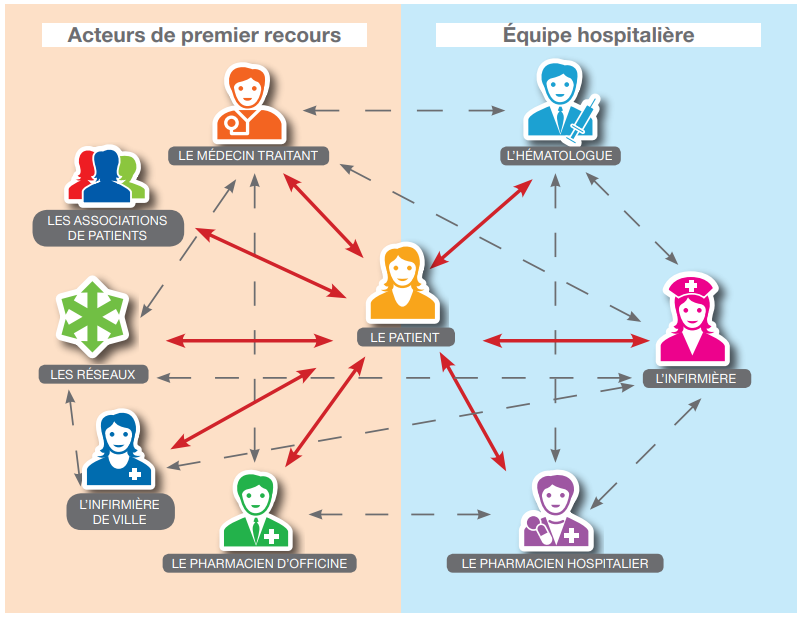 Acteurs de premier recours
Équipe hospitalière
LE MÉDECIN TRAITANT
L'HÉMATOLOGUE
LES ASSOCIATIONS
DE PATIENTS
LE PATIENT
LES RÉSEAUX
L'INFIRMIÈRE
L'INFIRMIÈRE
DE VILLE
LE PHARMACIEN D'OFFICINE
LE PHARMACIEN HOSPITALIER